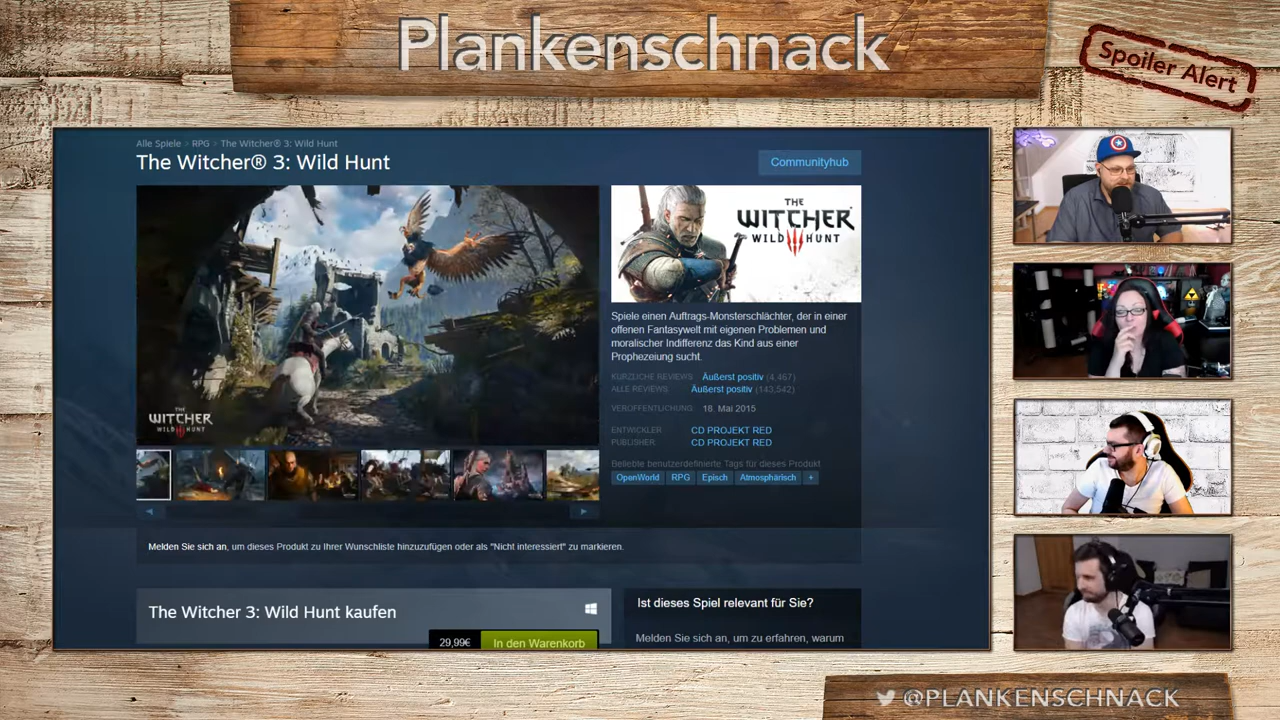 Plankenschnack
Spoiler Alert
Alle Spiele > RPG > The Witcher® 3: Wild Hunt
The Witcher® 3: Wild Hunt
Communityhub
THE
WITCHER
WILD HUNT
THE
WITCHER
WILD HUNT
Spiele einen Auftrags-Monsterschlächter, der in einer
offenen Fantasywelt mit eigenen Problemen und
moralischer Indifferenz das Kind aus einer
Prophezeiung sucht.
KÜRZLICHE REVIEWS Äußerst positiv (4,467)
ALLE REVIEWS: Äußerst positiv (143,542)
VERÖFFENTLICHUNG: 18. Mai 2015
ENTWICKLER: CD PROJEKT RED
PUBLISHER: CD PROJEKT RED
Beliebte benutzerdefinierte Tags für dieses Produkt
OpenWorld RPG Episch Atmosphärisch +
Melden Sie sich an, um dieses Produkt zu Ihrer Wunschliste hinzuzufügen oder als "Nicht interessiert" zu markieren.
The Witcher 3: Wild Hunt kaufen
29,99€ In den Warenkorb
Ist dieses Spiel relevant für Sie?
Melden Sie sich an, um zu erfahren, warum
@PLANKENSCHNACK